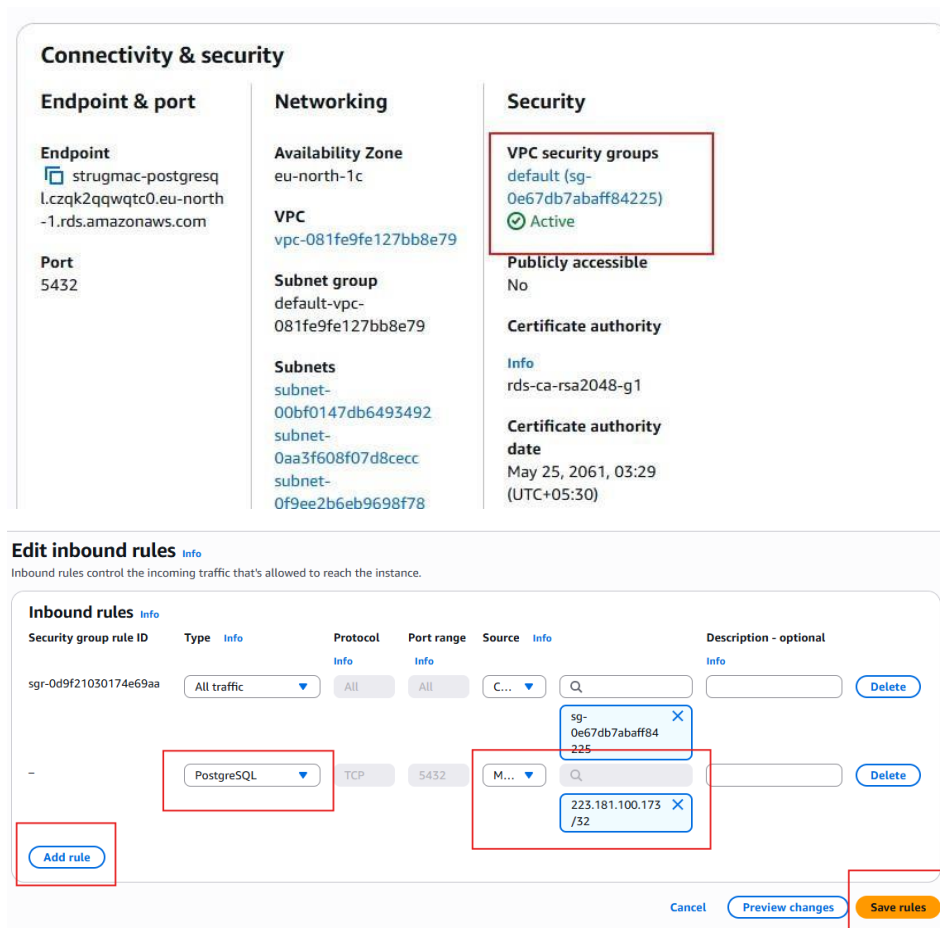 Connectivity & security
Endpoint & port
Endpoint
strugmac-postgresq
l.czqk2qqwqtc0.eu-north
-1.rds.amazonaws.com
Port
5432
Networking
Availability Zone
eu-north-1c
VPC
vpc-081fe9fe127bb8e79
Subnet group
default-vpc-
081fe9fe127bb8e79
Subnets
subnet-
00bf0147db6493492
subnet-
0aa3f608f07d8cecc
subnet-
0f9ee2b6eb9698f78
Security
VPC security groups
default (sg-
0e67db7abaff84225)
Active
Publicly accessible
No
Certificate authority
Info
rds-ca-rsa2048-g1
Certificate authority
date
May 25, 2061, 03:29
(UTC+05:30)
Edit inbound rules Info
Inbound rules control the incoming traffic that's allowed to reach the instance.
Inbound rules Info
Security group rule ID Type Info Protocol Port range Source Info Description - optional
Info Info Info
sgr-0d9f21030174e69aa All traffic All All C... Delete
sg-
0e67db7abaff84
225
– PostgreSQL TCP 5432 M... Delete
223.181.100.173
/32
Add rule
Cancel Preview changes Save rules